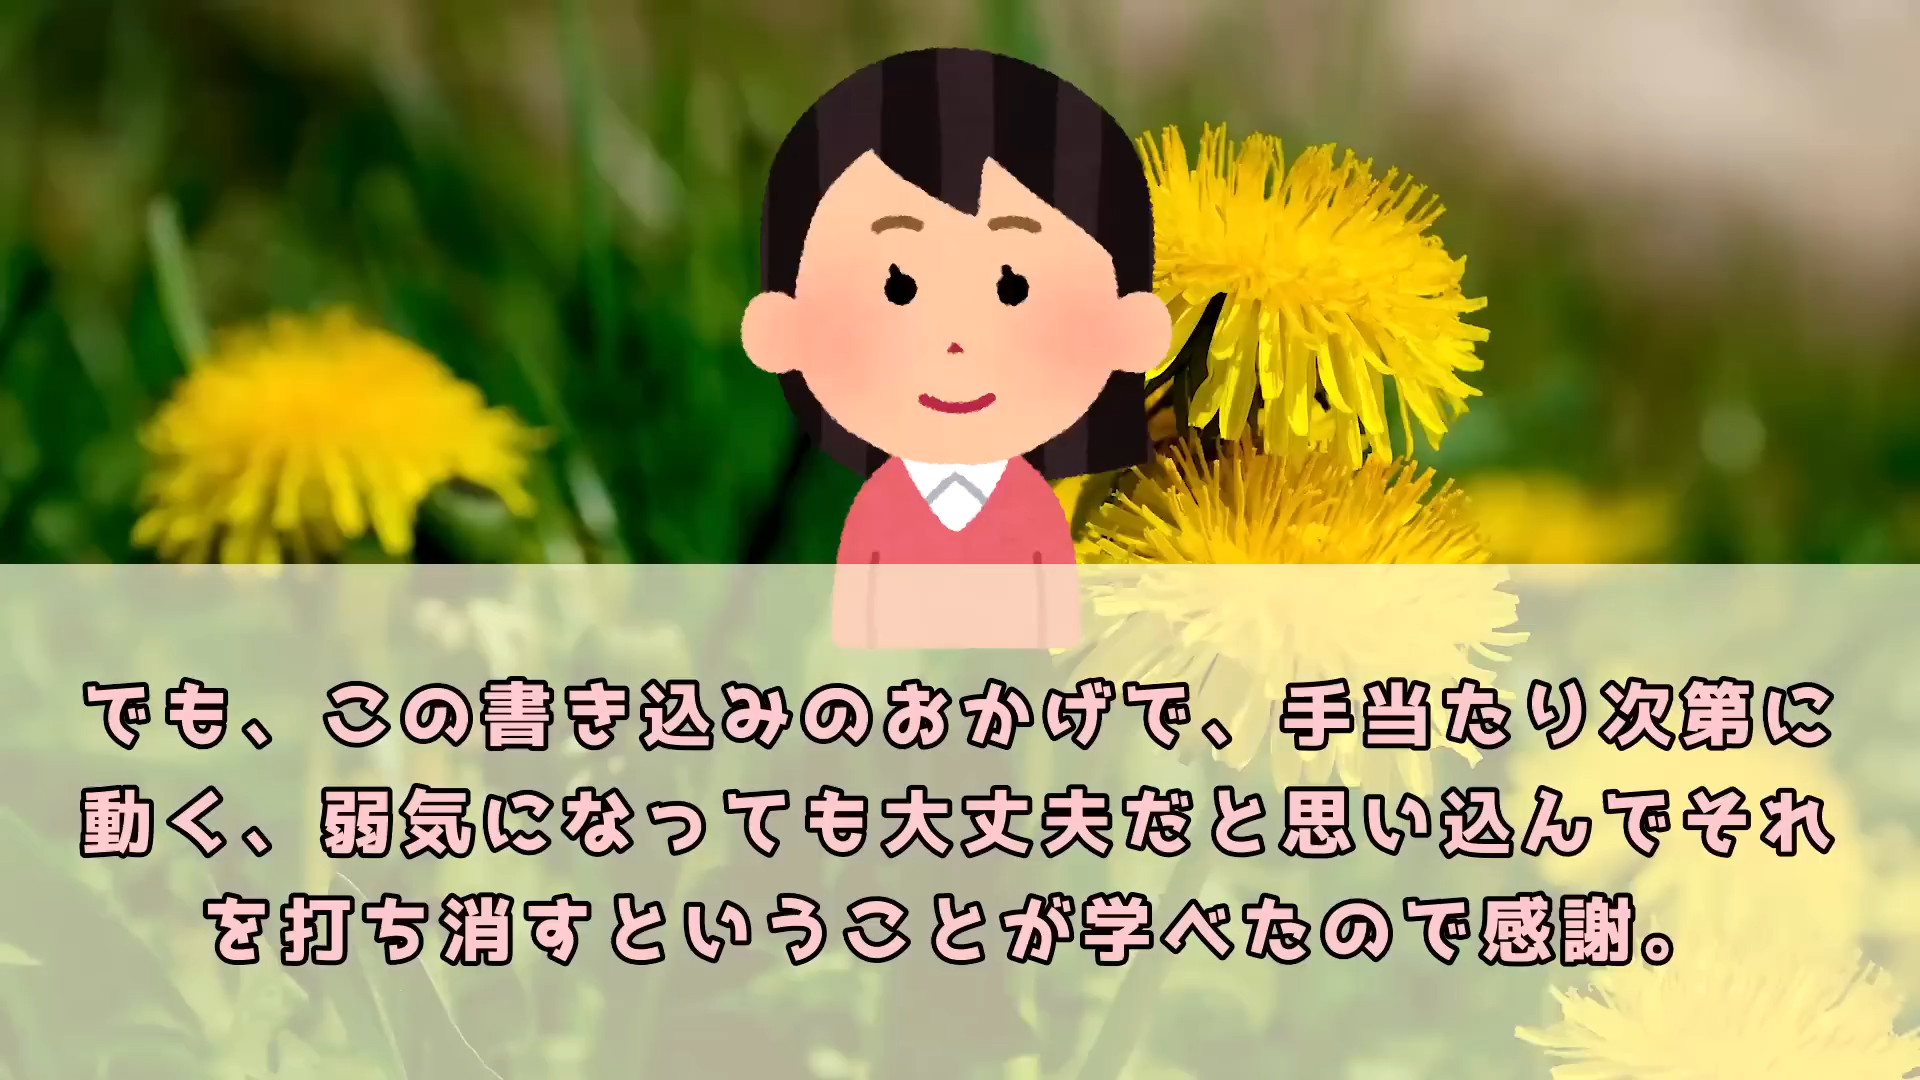 でも、この書き込みのおかげで、手当たり次第に
動く、弱気になっても大丈夫だと思い込んでそれ
を打ち消すということが学べたので感謝。